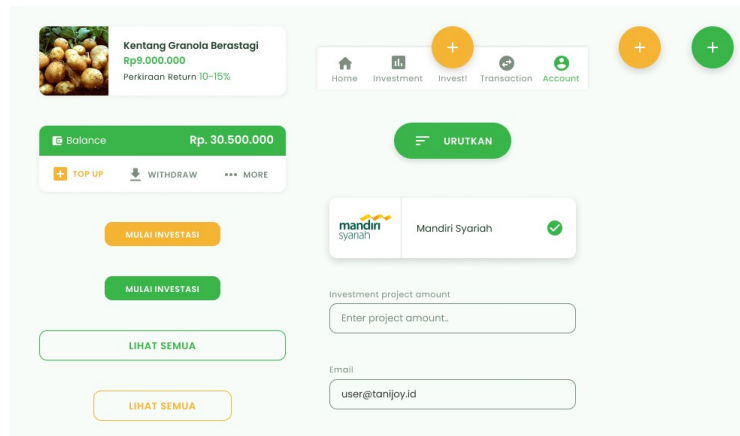 Kentang Granola Berastagi
Rp9.000.000
Perkiraan Return 10-15%
Home
Investment
Invest!
Transaction
Account
Balance
Rp. 30.500.000
TOP UP
WITHDRAW
MORE
URUTKAN
mandiri
syariah
Mandiri Syariah
MULAI INVESTASI
MULAI INVESTASI
LIHAT SEMUA
LIHAT SEMUA
Investment project amount
Enter project amount..
Email
user@tanijoy.id